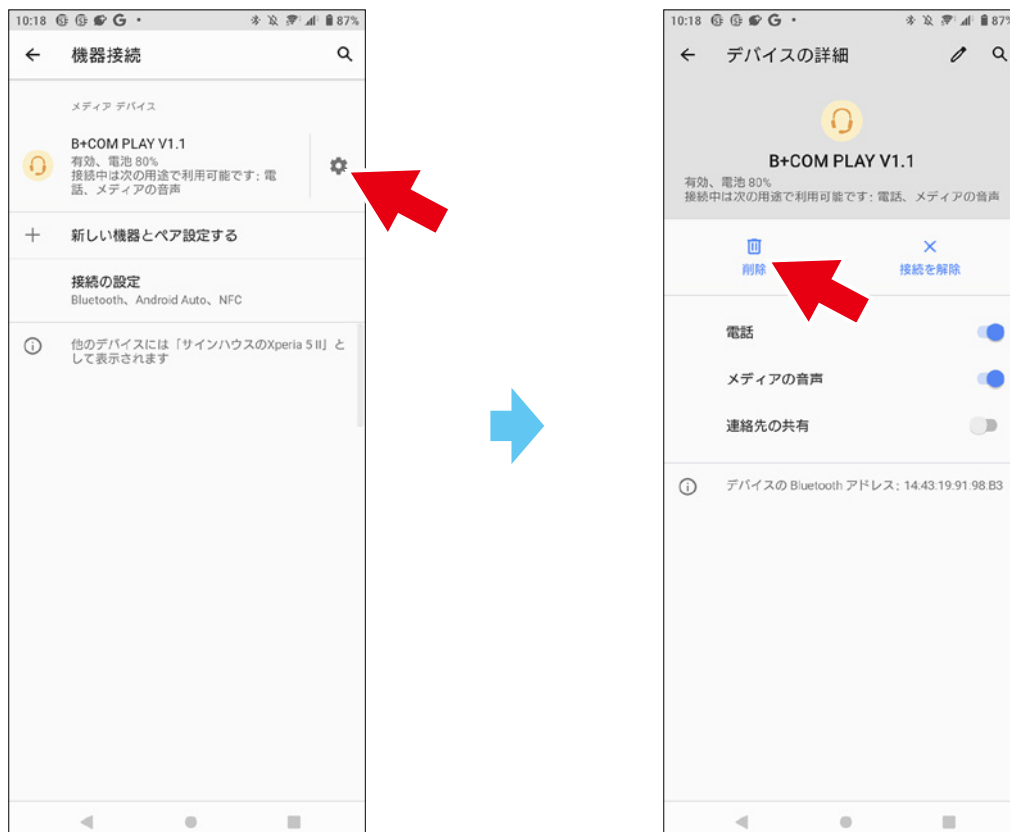 10:18
87%
機器接続
メディア デバイス
B+COM PLAY V1.1
有効、電池 80%
接続中は次の用途で利用可能です: 電
話、メディアの音声
新しい機器とペア設定する
接続の設定
Bluetooth、Android Auto、NFC
他のデバイスには「サインハウスのXperia 5 II」と
して表示されます
10:18
87%
デバイスの詳細
B+COM PLAY V1.1
有効、電池 80%
接続中は次の用途で利用可能です: 電話、メディアの音声
削除
接続を解除
電話
メディアの音声
連絡先の共有
デバイスの Bluetooth アドレス: 14:43:19:91:98:B3